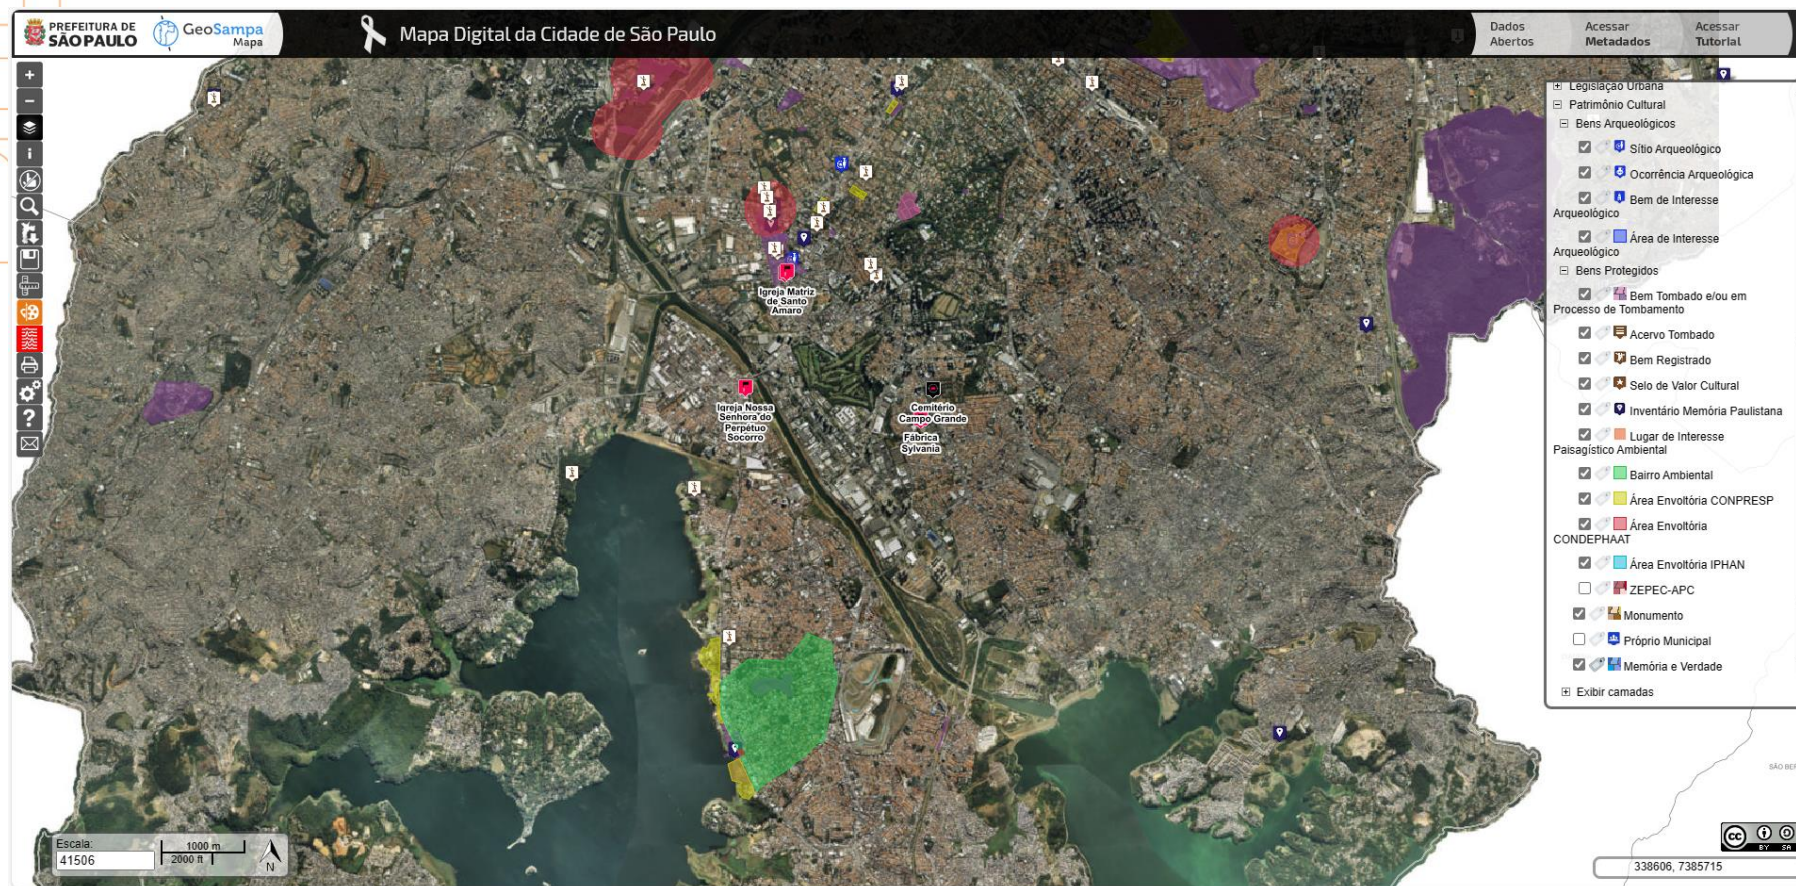 PREFEITURA DE
SÃO PAULO
GeoSampa
Mapa
Mapa Digital da Cidade de São Paulo
Dados
Abertos
Acessar
Metadados
Acessar
Tutorial
Legislação Urbana
Patrimônio Cultural
Bens Arqueológicos
Sítio Arqueológico
Ocorrência Arqueológica
Bem de Interesse
Arqueológico
Área de Interesse
Arqueológico
Bens Protegidos
Bem Tombado e/ou em
Processo de Tombamento
Acervo Tombado
Bem Registrado
Selo de Valor Cultural
Inventário Memória Paulistana
Lugar de Interesse
Paisagístico Ambiental
Bairro Ambiental
Área Envoltória CONPRESP
Área Envoltória
CONDEPHAAT
Área Envoltória IPHAN
ZEPEC-APC
Monumento
Próprio Municipal
Memória e Verdade
Exibir camadas
Igreja Matriz
de Santo
Amaro
Igreja Nossa
Senhora do
Perpétuo
Socorro
Cemitério
Campo Grande
Fábrica
Sylvania
SÃO BER
Escala:
41506
1000 m
2000 ft
N
cc
BY SA
338606, 7385715